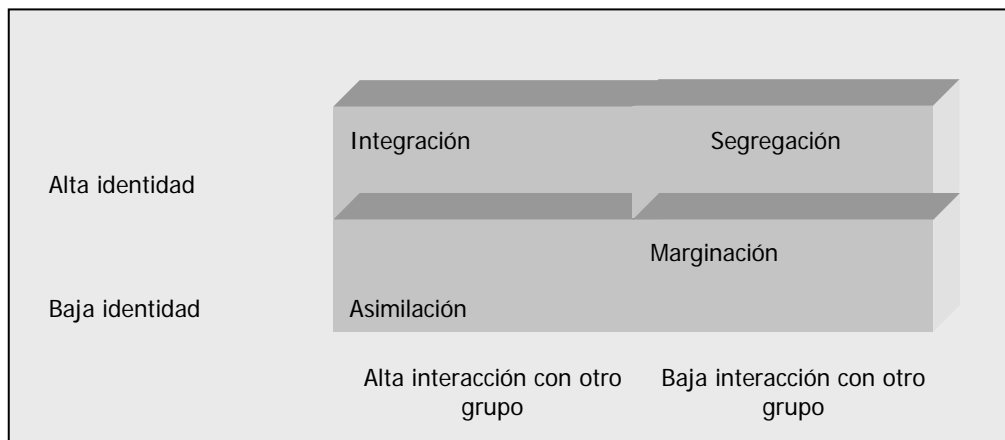 Integración
Segregación
Alta identidad
Marginación
Baja identidad
Asimilación
Alta interacción con otro
grupo
Baja interacción con otro
grupo